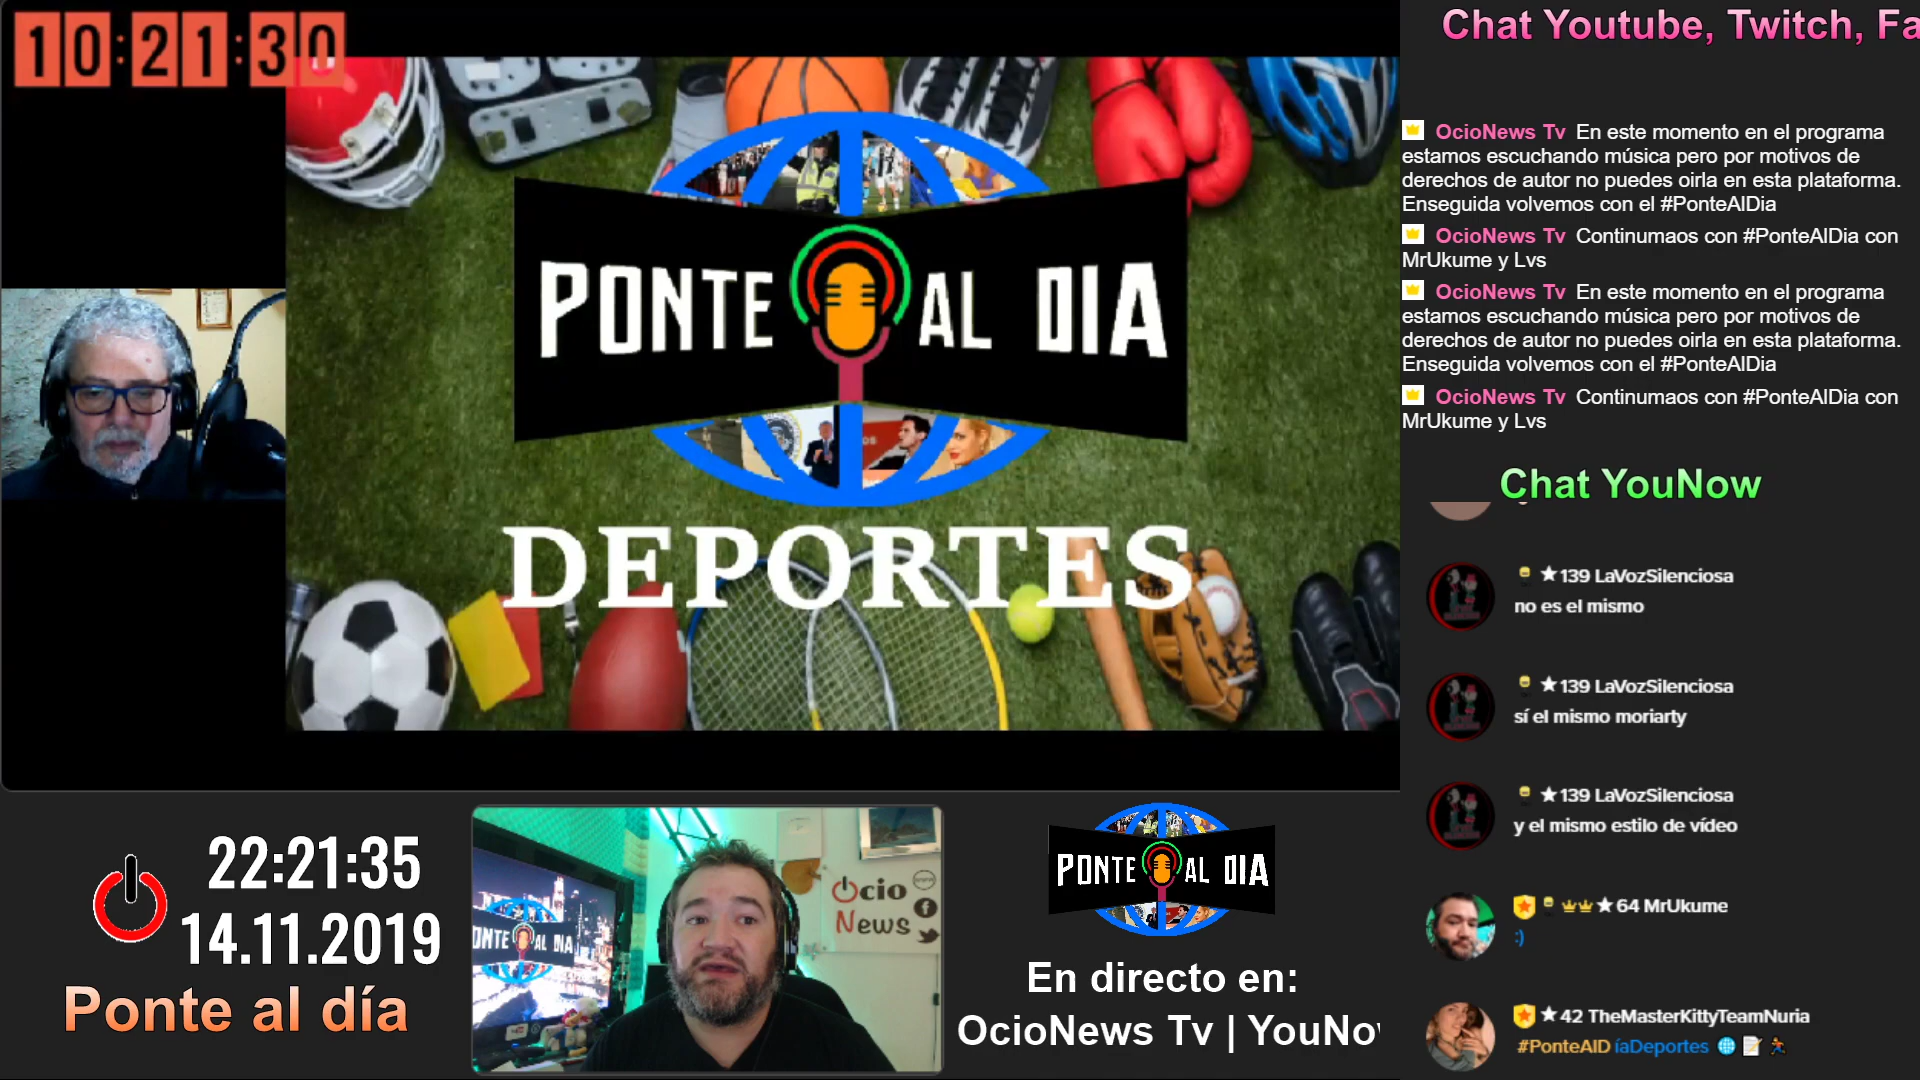 10:21:30
PONTE AL DIA
DEPORTES
Chat Youtube, Twitch, Fa
OcioNews Tv En este momento en el programa
estamos escuchando música pero por motivos de
derechos de autor no puedes oirla en esta plataforma.
Enseguida volvemos con el #PonteAlDia
OcioNews Tv Continumaos con #PonteAlDia con
MrUkume y Lvs
OcioNews Tv En este momento en el programa
estamos escuchando música pero por motivos de
derechos de autor no puedes oirla en esta plataforma.
Enseguida volvemos con el #PonteAlDia
OcioNews Tv Continumaos con #PonteAlDia con
MrUkume y Lvs
Chat YouNow
★139 LaVozSilenciosa
no es el mismo
★139 LaVozSilenciosa
sí el mismo moriarty
★139 LaVozSilenciosa
y el mismo estilo de vídeo
★64 MrUkume
:)
★42 TheMasterKittyTeamNuria
#PonteAlDíaDeportes
22:21:35
14.11.2019
Ponte al día
PONTE AL DIA
Ocio
News
PONTE AL DIA
En directo en:
OcioNews Tv | YouNo